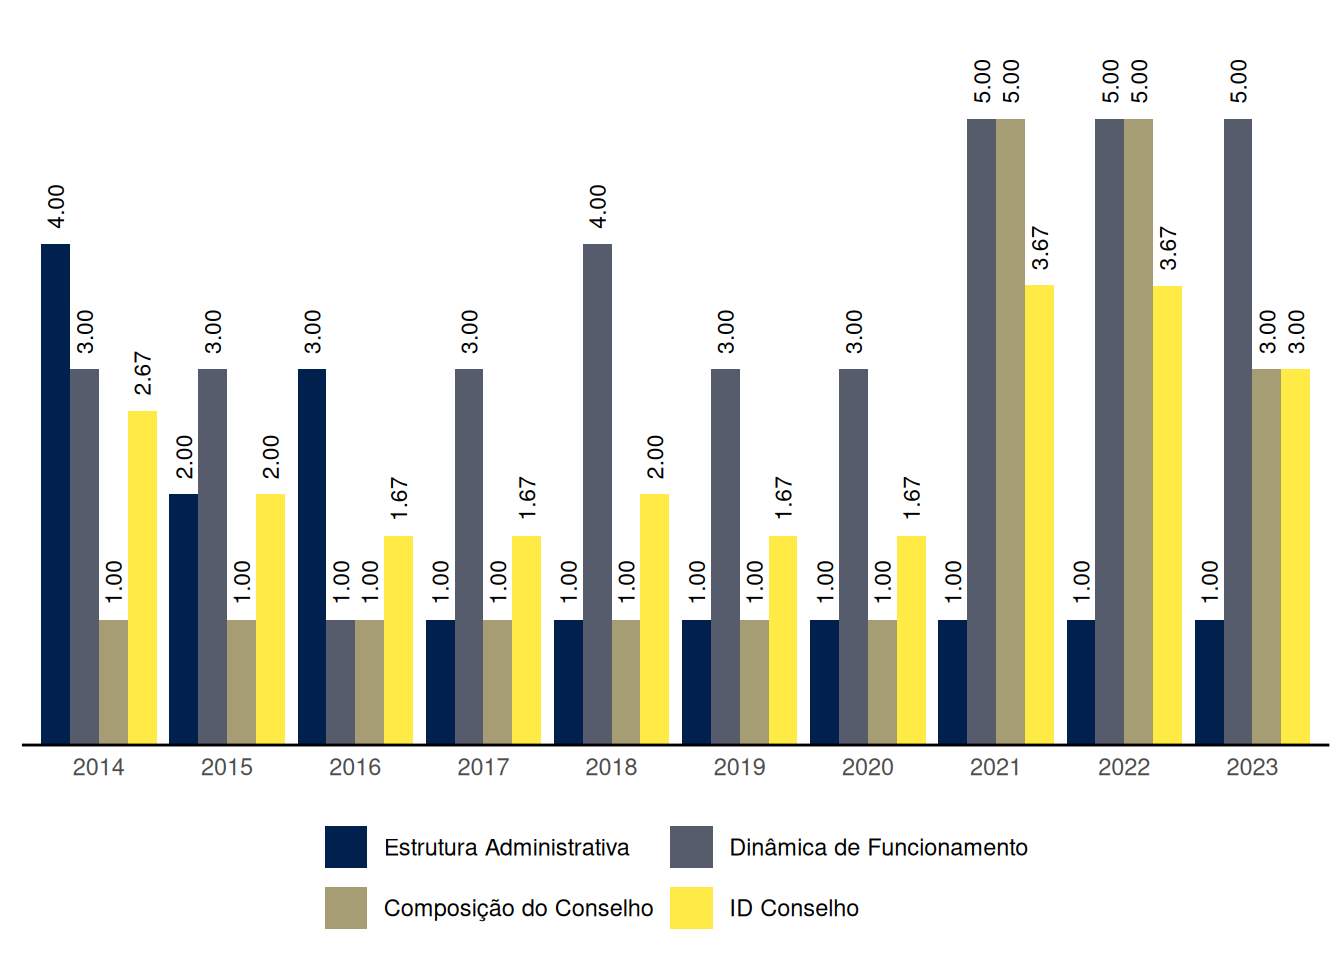 4.00 3.00 1.00 2.67 2.00 3.00 1.00 2.00 3.00 1.00 1.00 1.67 1.00 3.00 1.00 1.67 1.00 4.00 1.00 2.00 1.00 3.00 1.00 1.67 1.00 3.00 1.00 1.67 1.00 5.00 5.00 3.67 1.00 5.00 5.00 3.67 1.00 5.00 3.00 3.00
2014 2015 2016 2017 2018 2019 2020 2021 2022 2023
Estrutura Administrativa Dinâmica de Funcionamento
Composição do Conselho ID Conselho